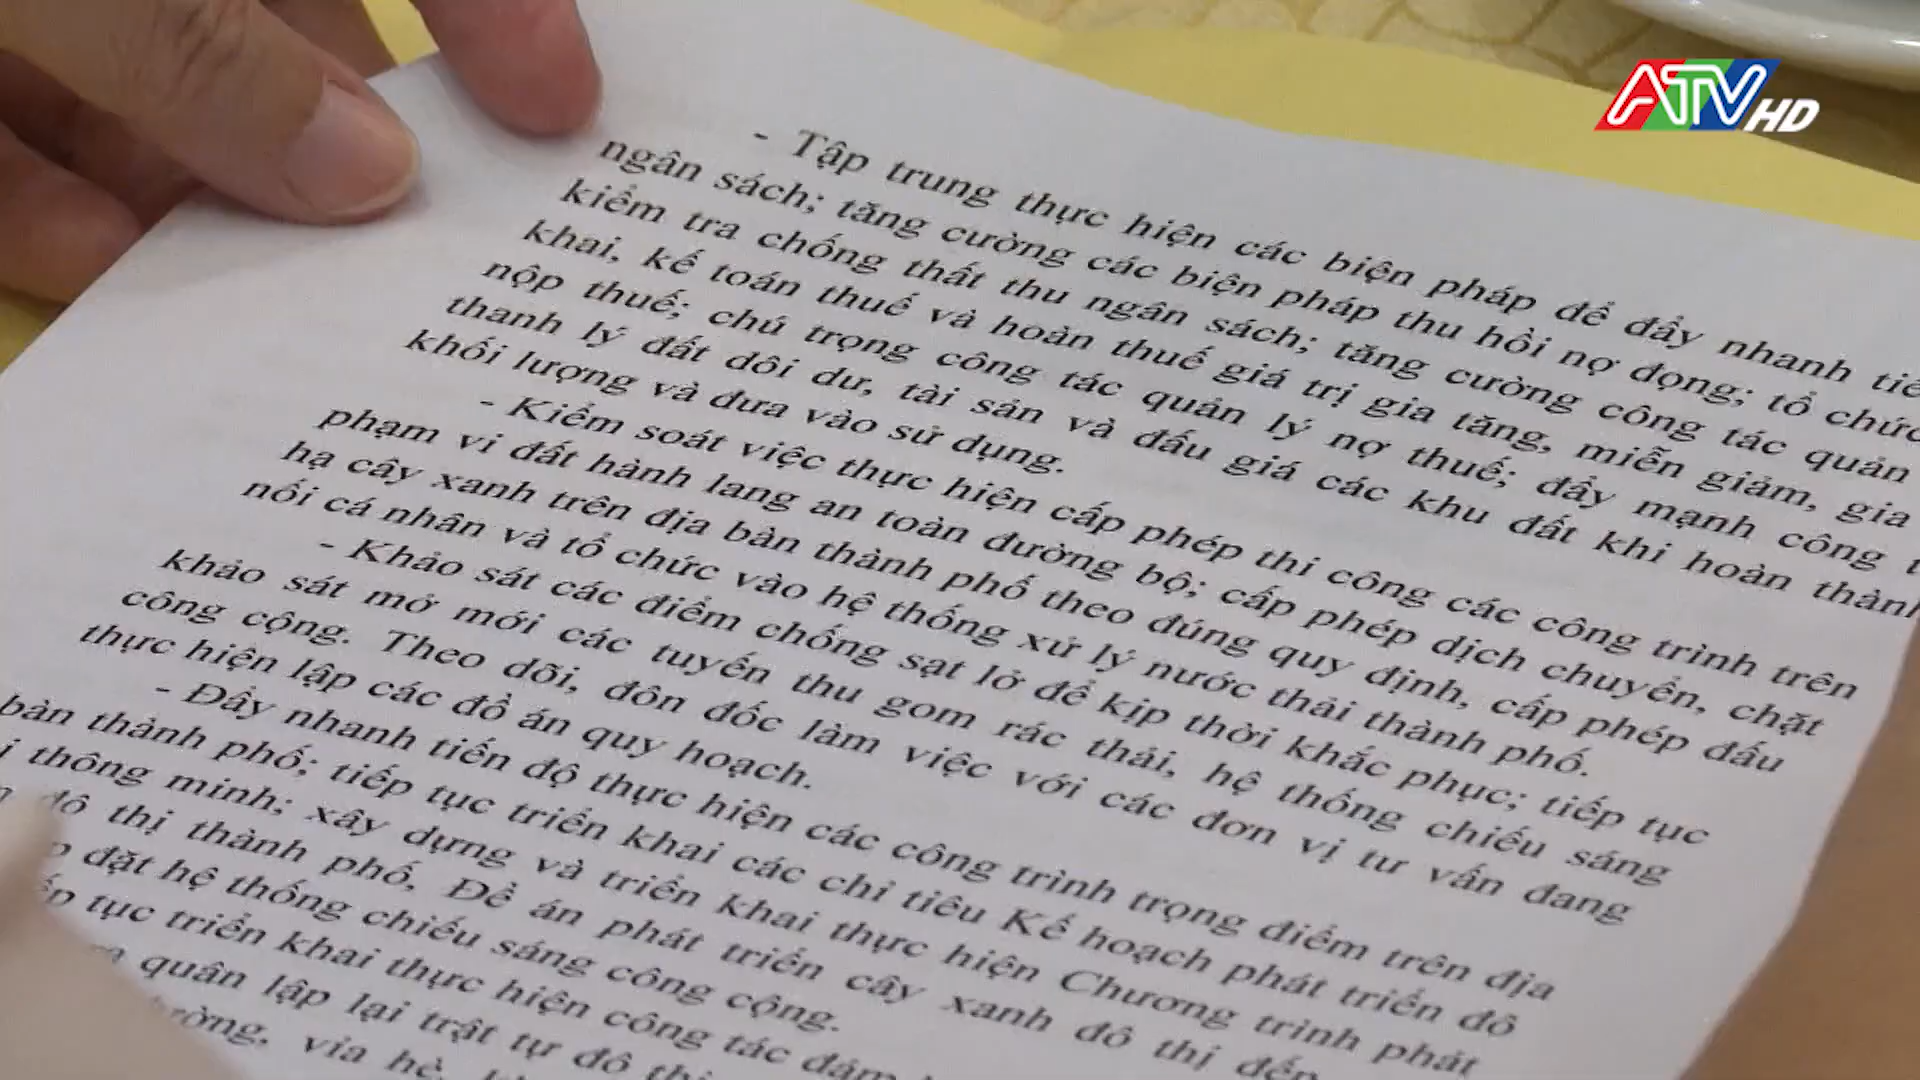 ATV HD
- Tập trung thực hiện các biện pháp để đẩy nhanh
ngân sách; tăng cường các biện pháp thu hồi nợ đọng; tổ chức
kiểm tra chống thất thu ngân sách; tăng cường công tác quản
khai, kế toán thuế và hoàn thuế giá trị gia tăng, miễn giảm, gia
nộp thuế; chú trọng công tác quản lý nợ thuế; đẩy mạnh công
thanh lý đất dôi dư, tài sản và đấu giá các khu đất khi hoàn thành
khối lượng và đưa vào sử dụng.
- Kiểm soát việc thực hiện cấp phép thi công các công trình trên
phạm vi đất hành lang an toàn đường bộ; cấp phép dịch chuyển, chặt
hạ cây xanh trên địa bàn thành phố theo đúng quy định, cấp phép đấu
nối cá nhân và tổ chức vào hệ thống xử lý nước thải thành phố.
- Khảo sát các điểm chống sạt lở để kịp thời khắc phục; tiếp tục
khảo sát mở mới các tuyến thu gom rác thải, hệ thống chiếu sáng
công cộng. Theo dõi, đôn đốc làm việc với các đơn vị tư vấn đang
thực hiện lập các đồ án quy hoạch.
- Đẩy nhanh tiến độ thực hiện các công trình trọng điểm trên địa
bàn thành phố; tiếp tục triển khai các chỉ tiêu Kế hoạch phát triển đô
thông minh; xây dựng và triển khai thực hiện Chương trình phát
đô thị thành phố, Đề án phát triển cây xanh đô thị đến
đặt hệ thống chiếu sáng công cộng.
tục triển khai thực hiện công tác
quân lập lại trật tự đô
vỉa hè,